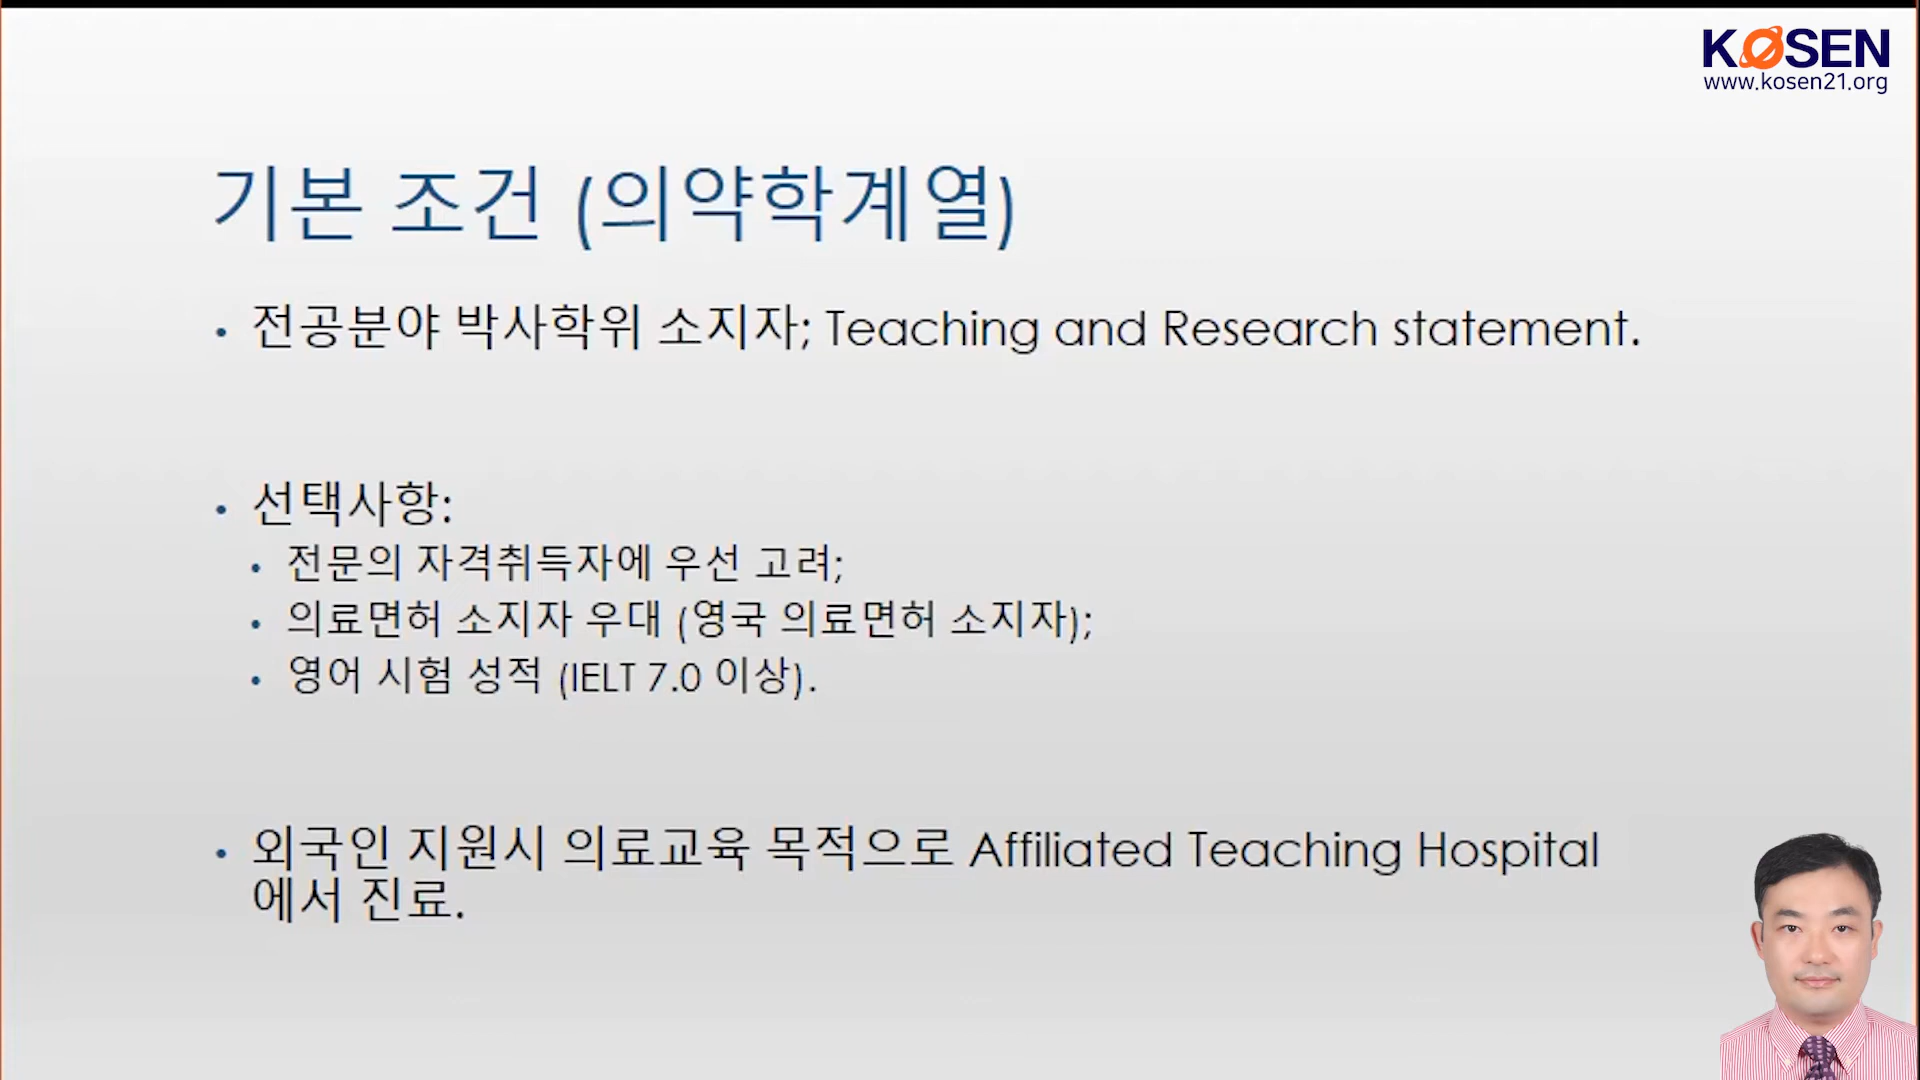 KOSEN
www.kosen21.org
기본 조건 (의약학계열)
• 전공분야 박사학위 소지자; Teaching and Research statement.
• 선택사항:
• 전문의 자격취득자에 우선 고려;
• 의료면허 소지자 우대 (영국 의료면허 소지자);
• 영어 시험 성적 (IELT 7.0 이상).
• 외국인 지원시 의료교육 목적으로 Affiliated Teaching Hospital
에서 진료.